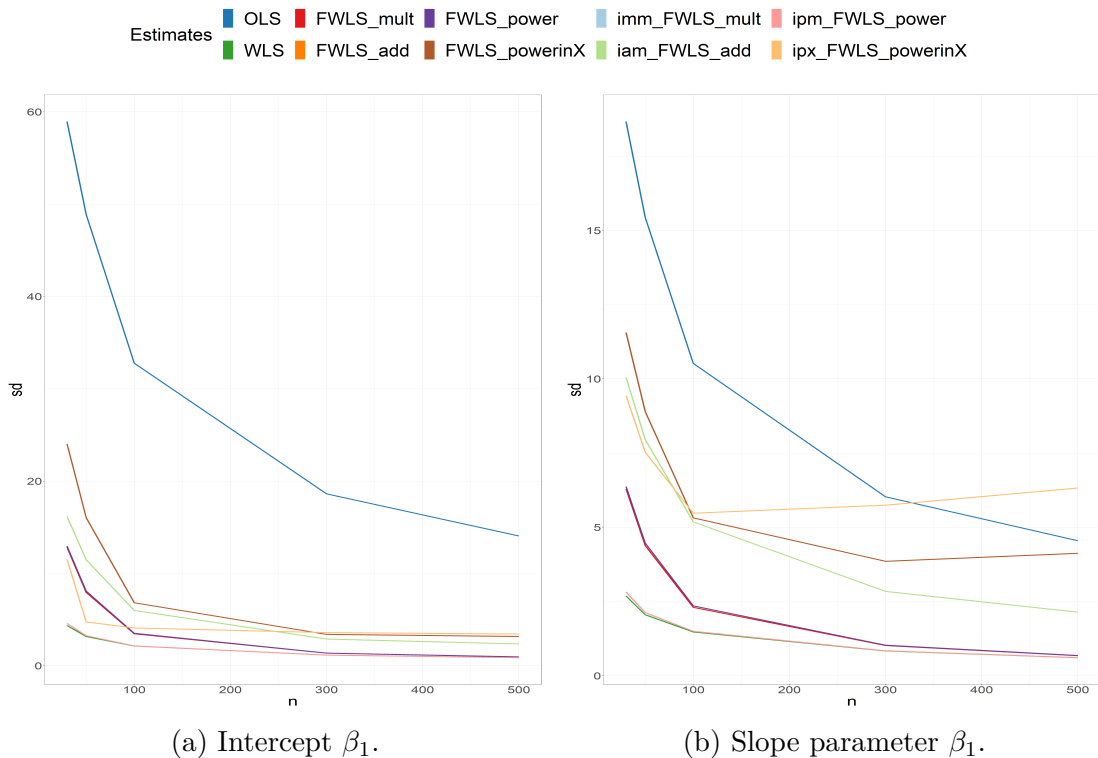 Estimates
OLS FWLS_mult FWLS_power imm_FWLS_mult ipm_FWLS_power
WLS FWLS_add FWLS_powerinX iam_FWLS_add ipx_FWLS_powerinX
60
40
20
0
sd
100 200 300 400 500
n
15
10
5
0
sd
100 200 300 400 500
n
(a) Intercept β₁.
(b) Slope parameter β₁.